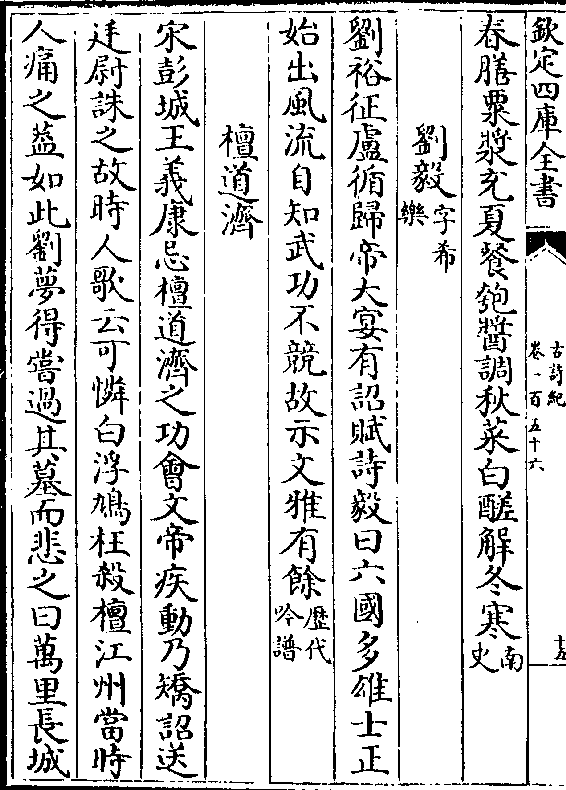 欽定四庫全書
古詩紀
卷一百五十六
十五
春膳粟漿充夏飱匏醬調秋菜白醝解冬寒南史
劉毅字希樂
劉裕征盧循歸帝大宴有詔賦詩毅曰六國多雄士正
始出風流自知武功不競故示文雅有餘歷代吟譜
檀道濟
宋彭城王義康忌檀道濟之功會文帝疾動乃矯詔送
廷尉誅之故時人歌云可憐白浮鳩枉殺檀江州當時
人痛之葢如此劉夢得嘗過其墓而悲之曰萬里長城